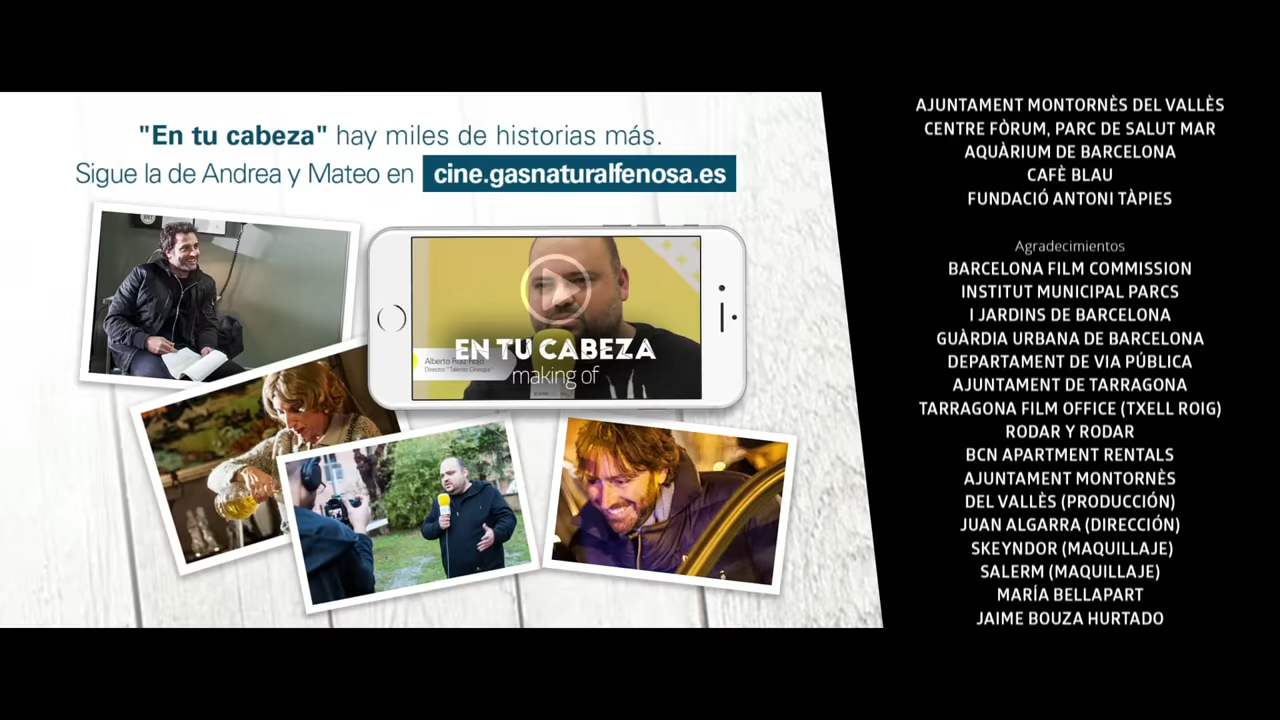 "En tu cabeza" hay miles de historias más.
Sigue la de Andrea y Mateo en cine.gasnaturalfenosa.es
EN TU CABEZA
making of
Alberto Ruiz Rojo
AJUNTAMENT MONTORNÈS DEL VALLÈS
CENTRE FÒRUM, PARC DE SALUT MAR
AQUÀRIUM DE BARCELONA
CAFÈ BLAU
FUNDACIÓ ANTONI TÀPIES
Agradecimientos
BARCELONA FILM COMMISSION
INSTITUT MUNICIPAL PARCS
I JARDINS DE BARCELONA
GUÀRDIA URBANA DE BARCELONA
DEPARTAMENT DE VIA PÚBLICA
AJUNTAMENT DE TARRAGONA
TARRAGONA FILM OFFICE (TXELL ROIG)
RODAR Y RODAR
BCN APARTMENT RENTALS
AJUNTAMENT MONTORNÈS
DEL VALLÈS (PRODUCCIÓN)
JUAN ALGARRA (DIRECCIÓN)
SKEYNDOR (MAQUILLAJE)
SALERM (MAQUILLAJE)
MARÍA BELLAPART
JAIME BOUZA HURTADO